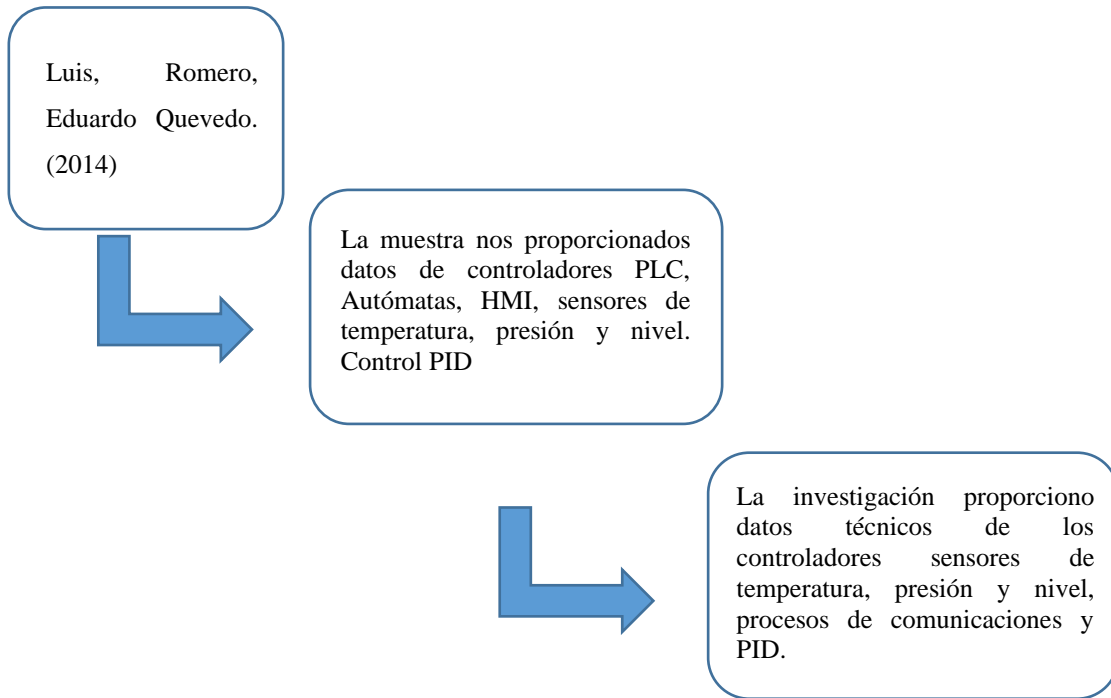 Luis, Romero,
Eduardo Quevedo.
(2014)
La muestra nos proporcionados
datos de controladores PLC,
Autómatas, HMI, sensores de
temperatura, presión y nivel.
Control PID
La investigación proporciono
datos técnicos de los
controladores sensores de
temperatura, presión y nivel,
procesos de comunicaciones y
PID.